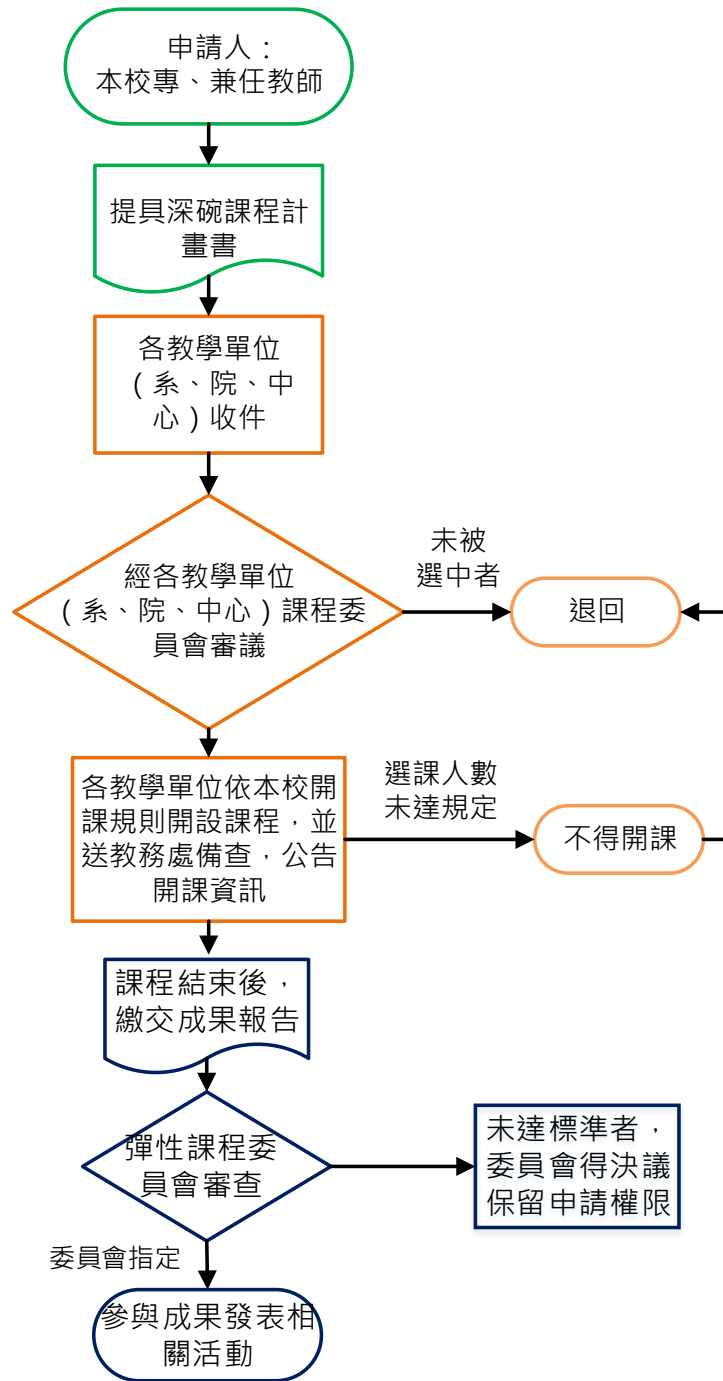 申請人：
本校專、兼任教師
提具深碗課程計
畫書
各教學單位
（系、院、中
心）收件
未被
選中者
經各教學單位
（系、院、中心）課程委
員會審議
退回
選課人數
未達規定
各教學單位依本校開
課規則開設課程，並
送教務處備查，公告
開課資訊
不得開課
課程結束後，
繳交成果報告
彈性課程委
員會審查
未達標準者，
委員會得決議
保留申請權限
委員會指定
參與成果發表相
關活動